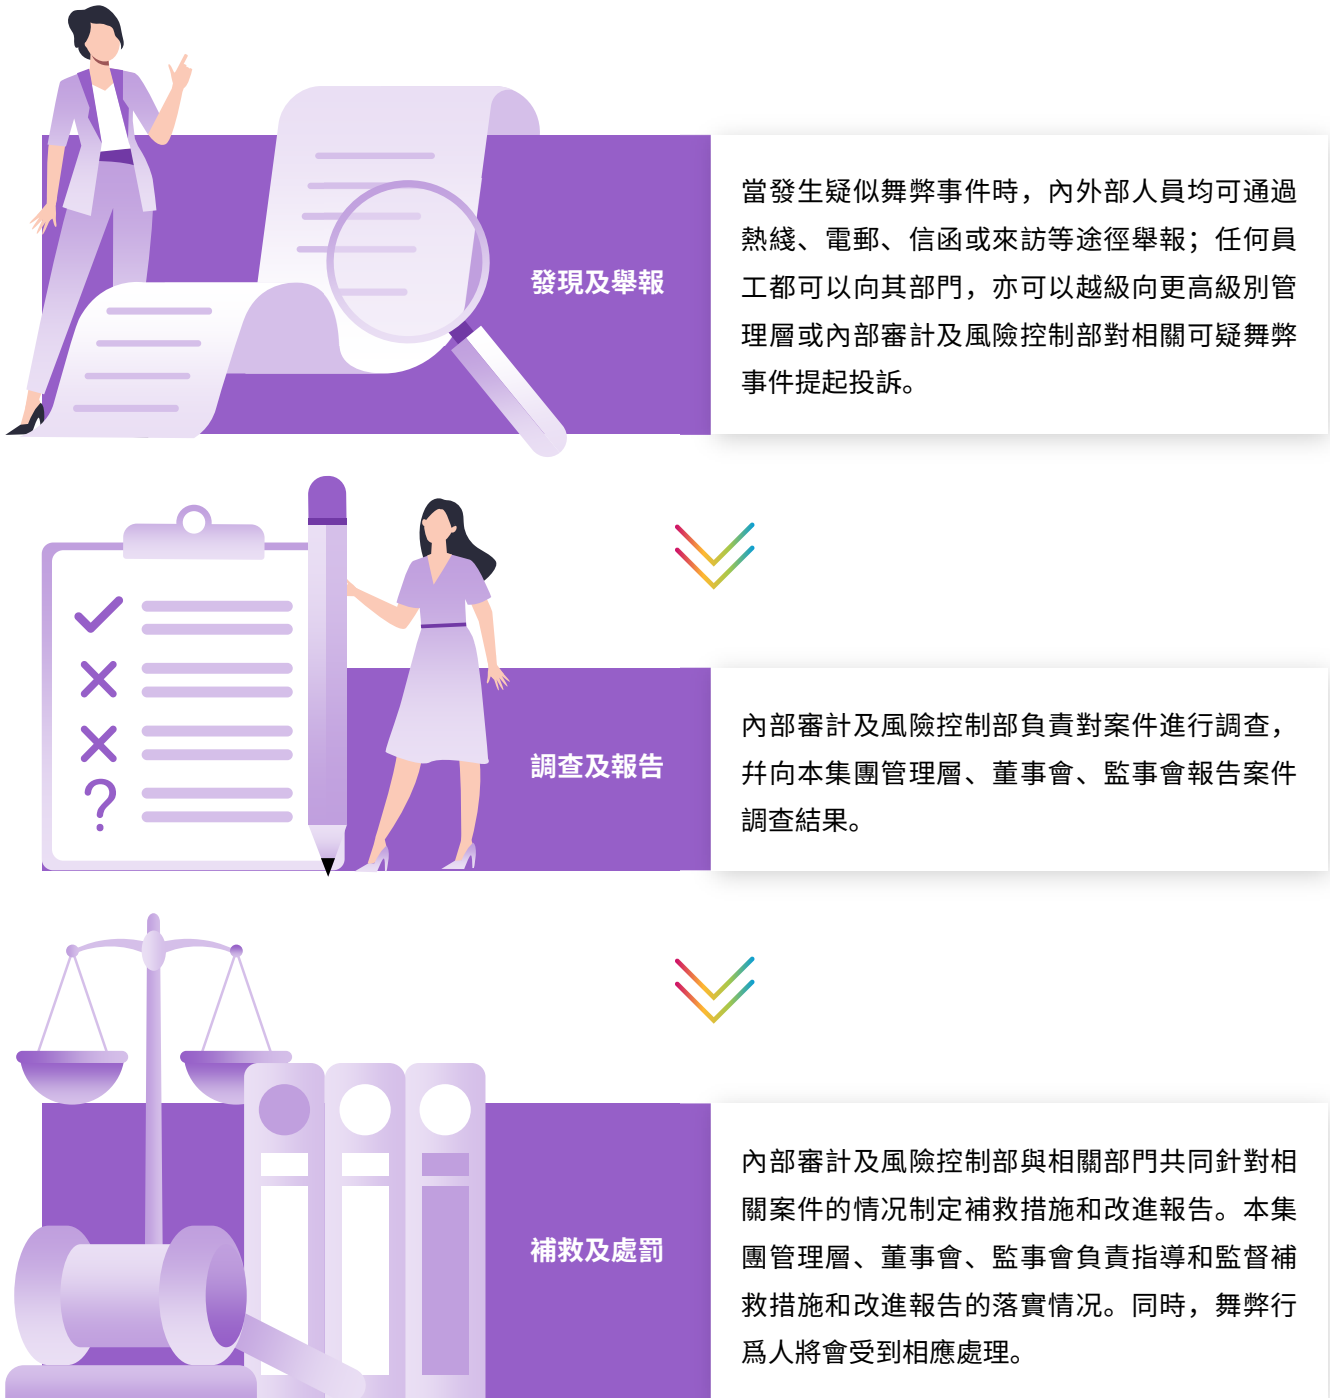 發現及舉報
當發生疑似舞弊事件時，內外部人員均可通過
熱綫、電郵、信函或來訪等途徑舉報；任何員
工都可以向其部門，亦可以越級向更高級別管
理層或內部審計及風險控制部對相關可疑舞弊
事件提起投訴。
調查及報告
內部審計及風險控制部負責對案件進行調查，
幷向本集團管理層、董事會、監事會報告案件
調查結果。
補救及處罰
內部審計及風險控制部與相關部門共同針對相
關案件的情況制定補救措施和改進報告。本集
團管理層、董事會、監事會負責指導和監督補
救措施和改進報告的落實情況。同時，舞弊行
爲人將會受到相應處理。